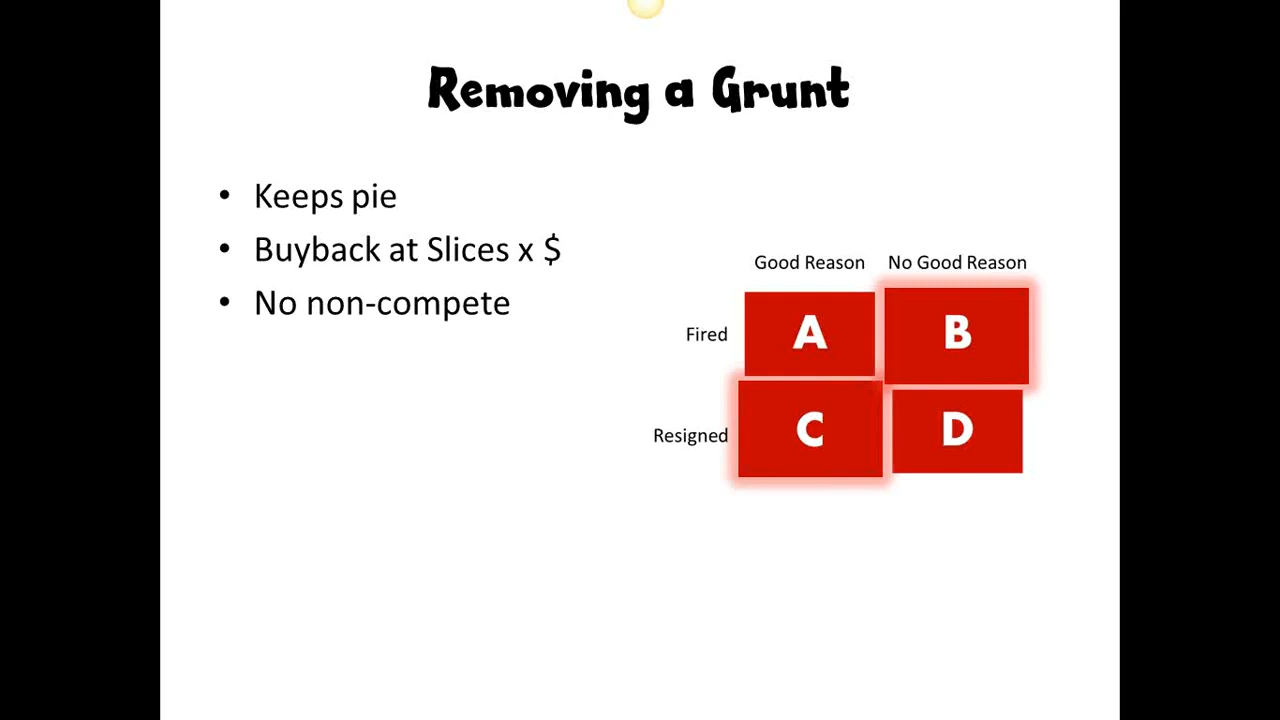 Removing a Grunt
• Keeps pie
• Buyback at Slices x $
• No non-compete
Good Reason No Good Reason
Fired A B
Resigned C D